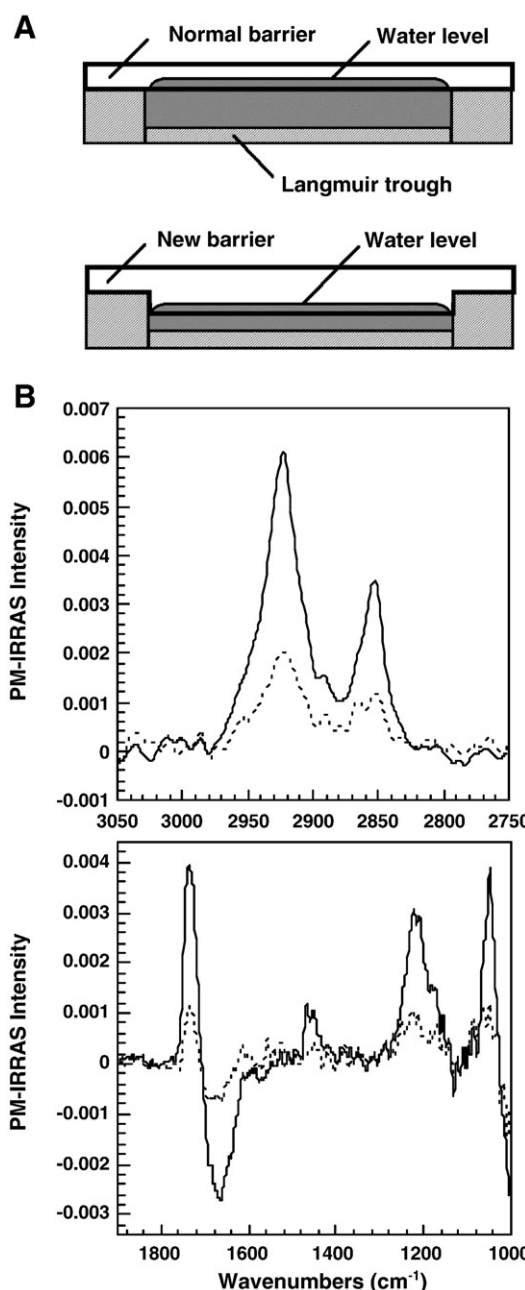 A
Normal barrier
Water level
Langmuir trough
New barrier
Water level
B
0.007
0.006
0.005
0.004
0.003
0.002
0.001
0
-0.001
PM-IRRAS Intensity
3050 3000 2950 2900 2850 2800 2750
0.004
0.003
0.002
0.001
0
-0.001
-0.002
-0.003
PM-IRRAS Intensity
1800 1600 1400 1200 1000
Wavenumbers (cm-1)